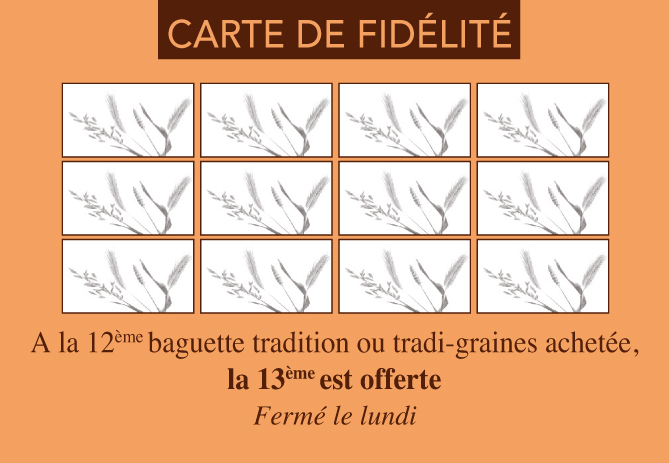 CARTE DE FIDÉLITÉ
A la 12ème baguette tradition ou tradi-graines achetée,
la 13ème est offerte
Fermé le lundi